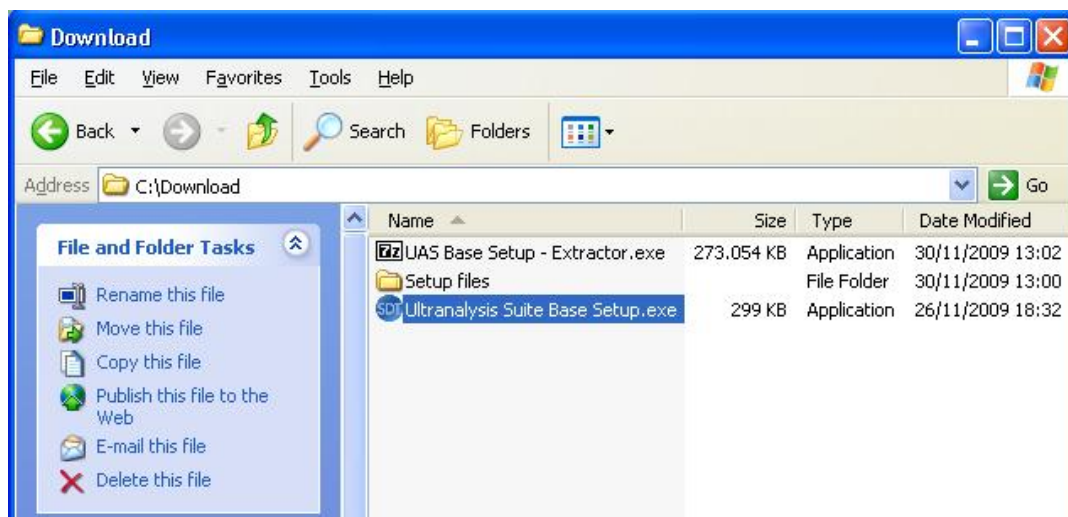 Download
File Edit View Favorites Tools Help
Back Search Folders
Address C:\Download Go
Name Size Type Date Modified
File and Folder Tasks
7z UAS Base Setup - Extractor.exe 273.054 KB Application 30/11/2009 13:02
Setup files File Folder 30/11/2009 13:00
SDT Ultranalysis Suite Base Setup.exe 299 KB Application 26/11/2009 18:32
Rename this file
Move this file
Copy this file
Publish this file to the
Web
E-mail this file
Delete this file